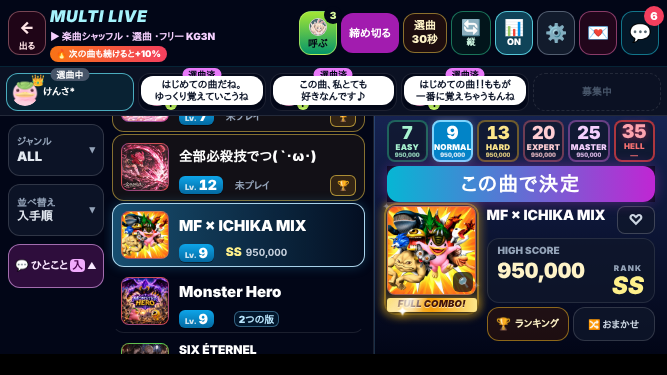 出る
MULTI LIVE
▶ 楽曲シャッフル・選曲・フリー KG3N
🔥 次の曲も続けると+10%
呼ぶ
3
締め切る
選曲
30秒
縦
ON
6
選曲中
けんさ*
選曲済
はじめての曲だね。
ゆっくり覚えていこうね
選曲済
この曲、私とても
好きなんです♪
選曲済
はじめての曲!!ももが
一番に覚えちゃうもんね
募集中
ジャンル
ALL
▼
並べ替え
入手順
▼
💬 ひとこと 入 ▲
Lv. 7
未プレイ
全部必殺技でつ(`･ω･)
Lv. 12
未プレイ
MF × ICHIKA MIX
Lv. 9
SS 950,000
Monster Hero
Lv. 9
2つの版
SIX ÉTERNEL
7
EASY
950,000
9
NORMAL
950,000
13
HARD
950,000
20
EXPERT
950,000
25
MASTER
950,000
35
HELL
—
この曲で決定
FULL COMBO!
MF × ICHIKA MIX
HIGH SCORE
950,000
RANK
SS
🏆 ランキング
🔀 おまかせ